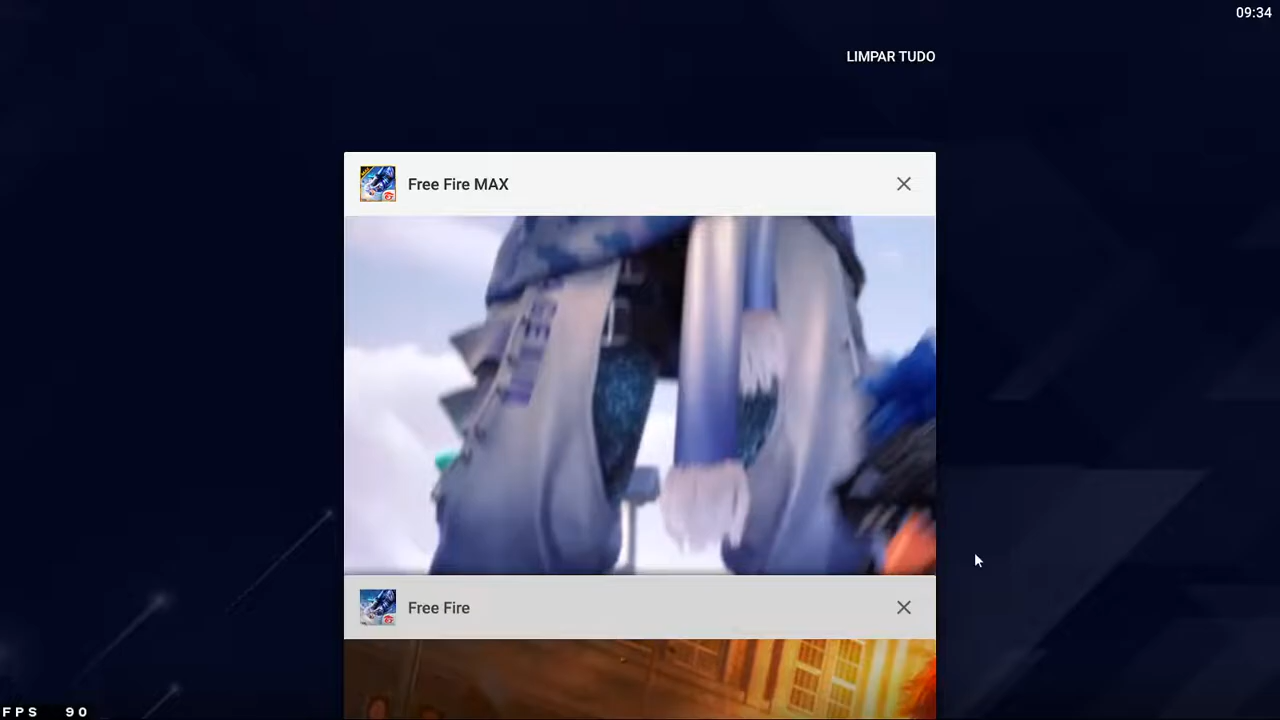 09:34
LIMPAR TUDO
Free Fire MAX
Free Fire
FPS 90